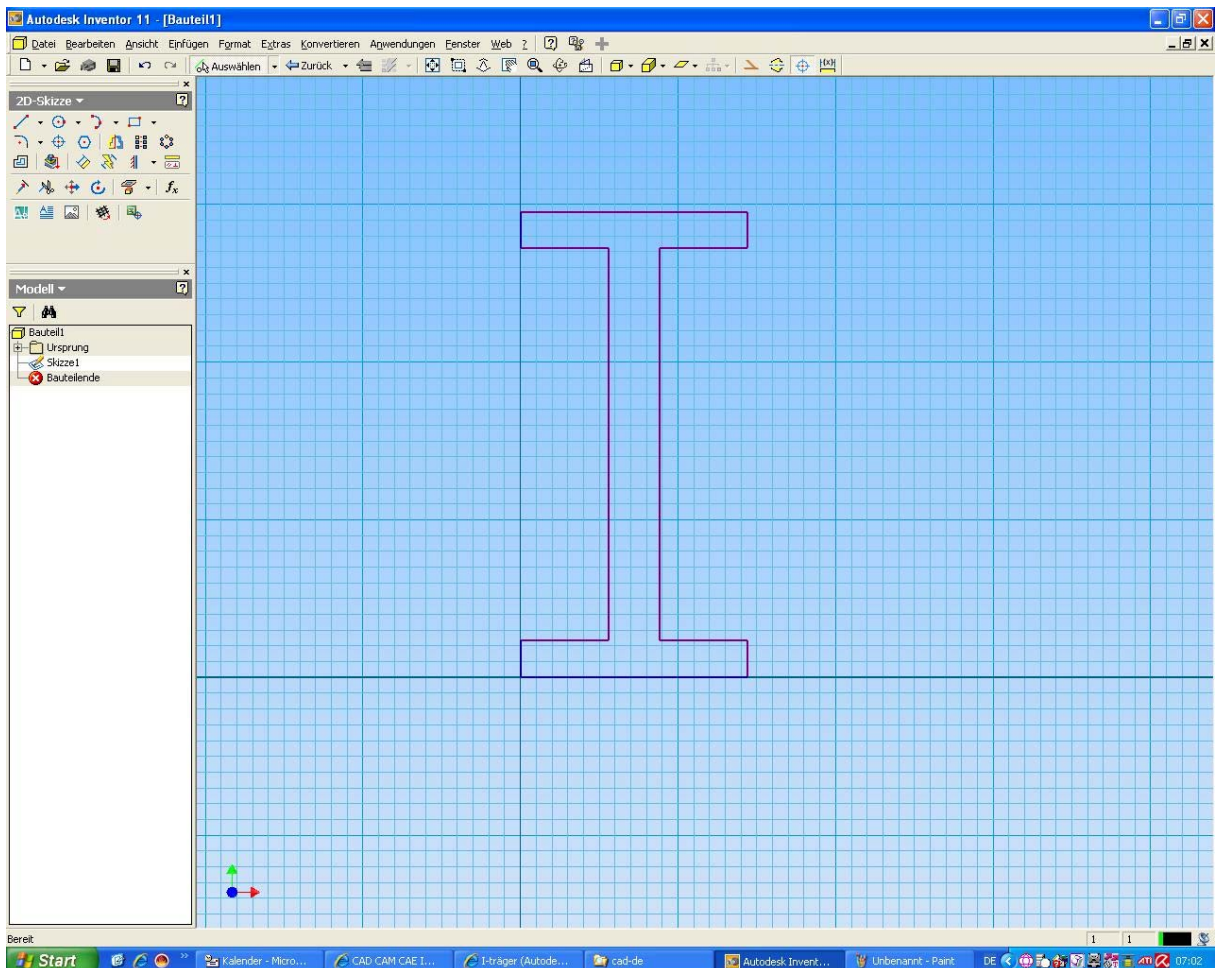 Autodesk Inventor 11 - [Bauteil1]
Datei Bearbeiten Ansicht Einfügen Format Extras Konvertieren Anwendungen Fenster Web ?
Auswählen Zurück
2D-Skizze
fx
Modell
Bauteil1
Ursprung
Skizze1
Bauteilende
Bereit 1 1
Start Kalender - Micro... CAD CAM CAE I... I-träger (Autode... cad-de Autodesk Invent... Unbenannt - Paint DE ATI 07:02